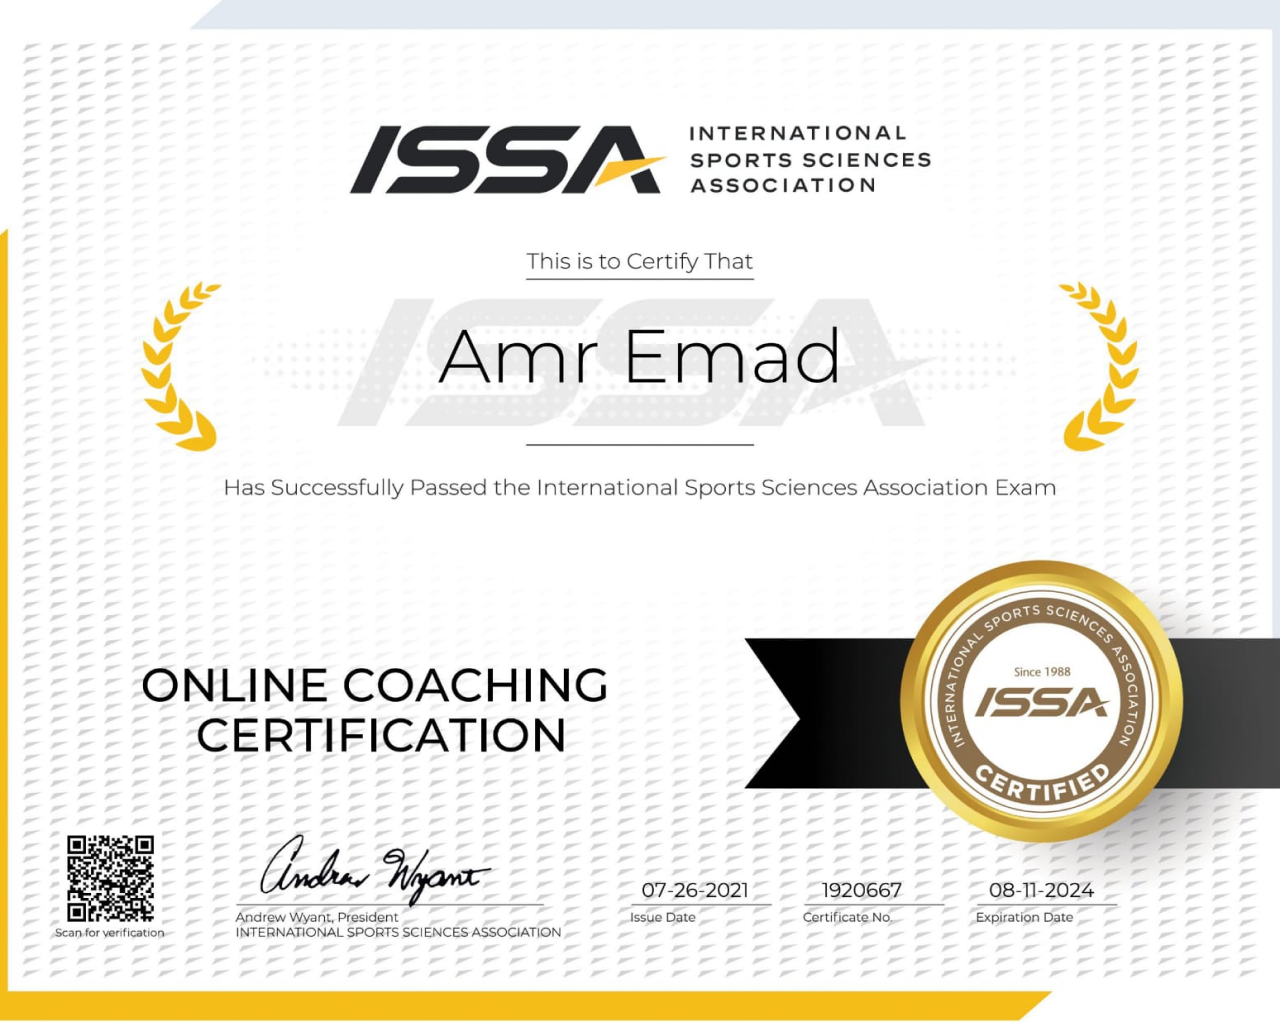 ISSA
INTERNATIONAL
SPORTS SCIENCES
ASSOCIATION
This is to Certify That
ISSA
Amr Emad
Has Successfully Passed the International Sports Sciences Association Exam
ONLINE COACHING
CERTIFICATION
INTERNATIONAL SPORTS SCIENCES ASSOCIATION
Since 1988
ISSA
CERTIFIED
Andrew Wyant
07-26-2021
1920667
08-11-2024
Andrew Wyant, President
Issue Date
Certificate No.
Expiration Date
Scan for verification
INTERNATIONAL SPORTS SCIENCES ASSOCIATION